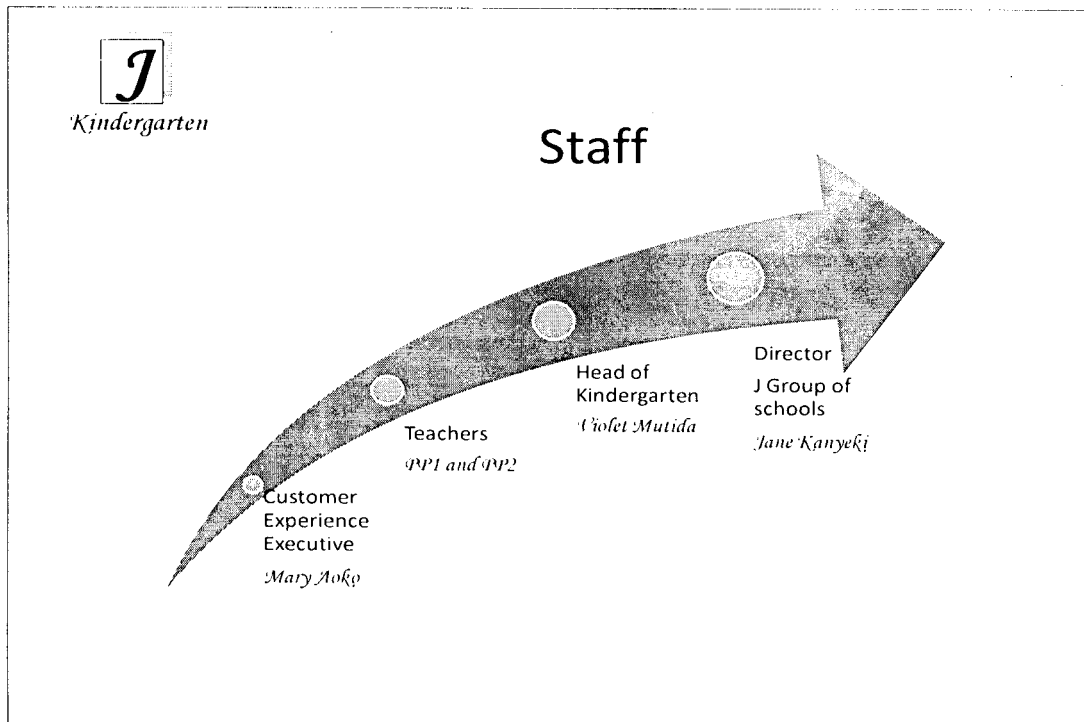 J
Kindergarten
Staff
Director
J Group of
schools
Jane Kanyeki
Head of
Kindergarten
Violet Mutida
Teachers
PP1 and PP2
Customer
Experience
Executive
Mary Aoko